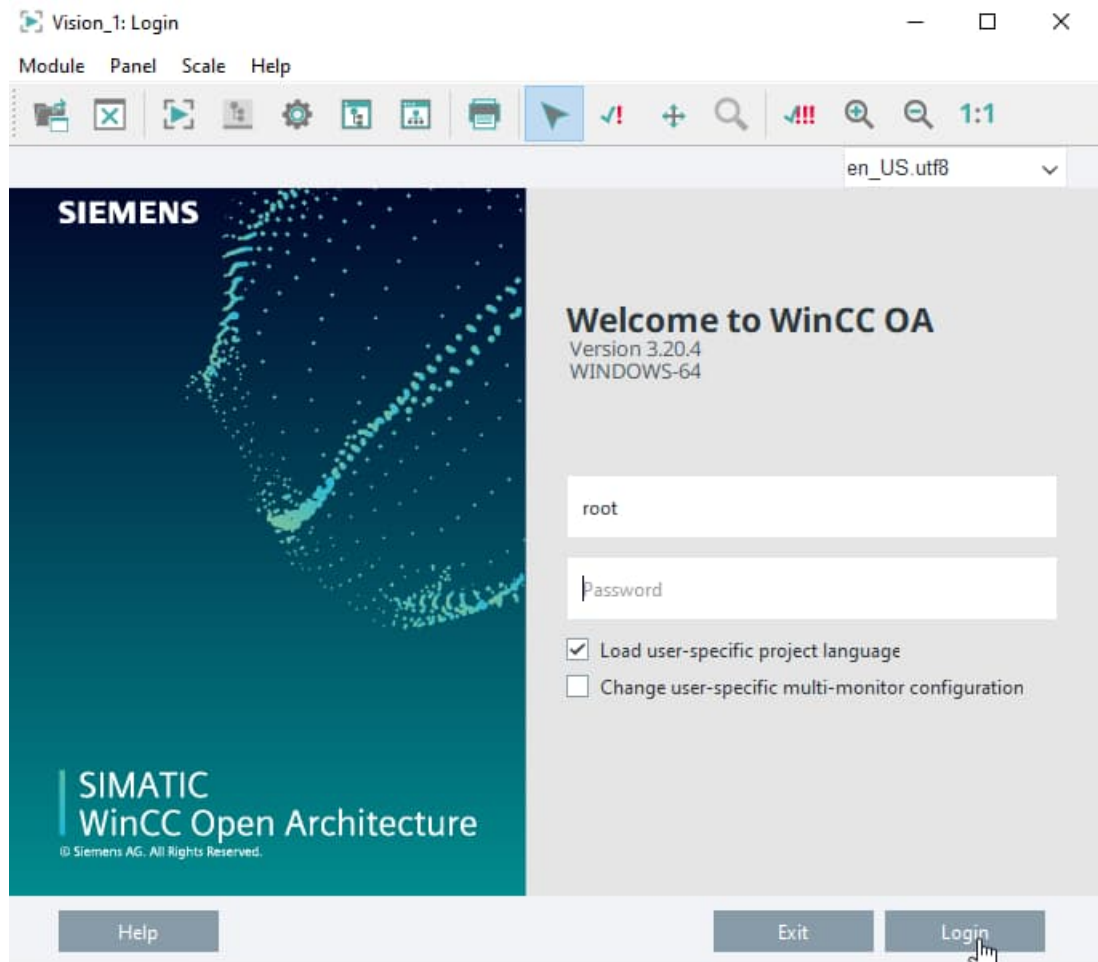 Vision_1: Login
Module Panel Scale Help
1:1
en_US.utf8
SIEMENS
Welcome to WinCC OA
Version 3.20.4
WINDOWS-64
root
Password
Load user-specific project language
Change user-specific multi-monitor configuration
SIMATIC
WinCC Open Architecture
© Siemens AG. All Rights Reserved.
Help Exit Login